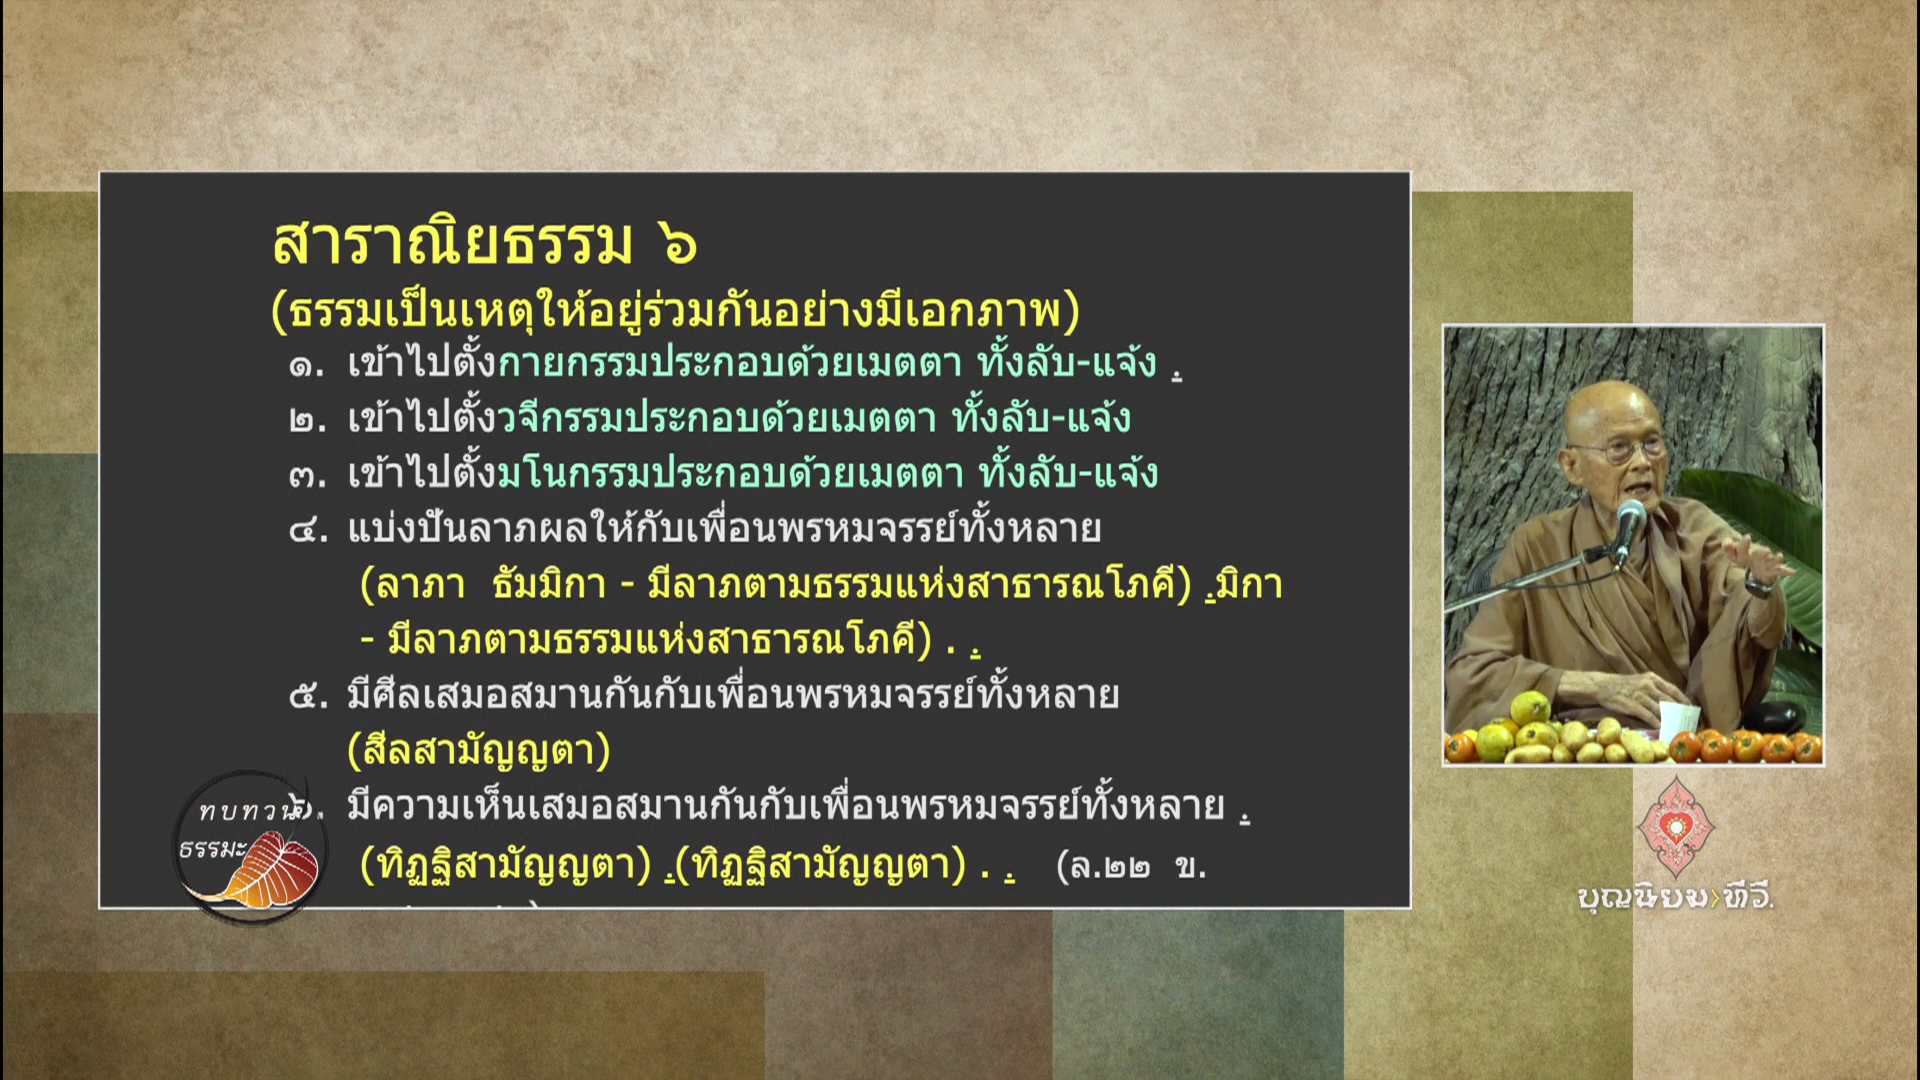 สาราณิยธรรม ๖
(ธรรมเป็นเหตุให้อยู่ร่วมกันอย่างมีเอกภาพ)
๑. เข้าไปตั้งกายกรรมประกอบด้วยเมตตา ทั้งลับ-แจ้ง .
๒. เข้าไปตั้งวจีกรรมประกอบด้วยเมตตา ทั้งลับ-แจ้ง
๓. เข้าไปตั้งมโนกรรมประกอบด้วยเมตตา ทั้งลับ-แจ้ง
๔. แบ่งปันลาภผลให้กับเพื่อนพรหมจรรย์ทั้งหลาย
(ลาภา ธัมมิกา - มีลาภตามธรรมแห่งสาธารณโภคี) .มิกา
- มีลาภตามธรรมแห่งสาธารณโภคี) . .
๕. มีศีลเสมอสมานกันกับเพื่อนพรหมจรรย์ทั้งหลาย
(สีลสามัญญตา)
๖. มีความเห็นเสมอสมานกันกับเพื่อนพรหมจรรย์ทั้งหลาย .
(ทิฏฐิสามัญญตา) .(ทิฏฐิสามัญญตา) . . (ล.๒๒ ข.
ทบทวน
ธรรมะ
บุญนิยม>ทีวี.